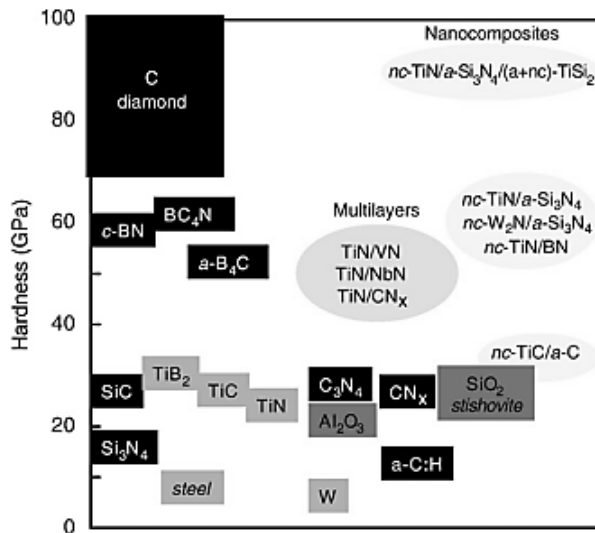 Hardness (GPa)
100
80
60
40
20
0
C
diamond
c-BN
BC₄N
a-B₄C
SiC
TiB₂
TiC
TiN
Si₃N₄
steel
Multilayers
TiN/VN
TiN/NbN
TiN/CNₓ
C₃N₄
Al₂O₃
CNₓ
SiO₂
stishovite
a-C:H
W
Nanocomposites
nc-TiN/a-Si₃N₄/(a+nc)-TiSi₂
nc-TiN/a-Si₃N₄
nc-W₂N/a-Si₃N₄
nc-TiN/BN
nc-TiC/a-C